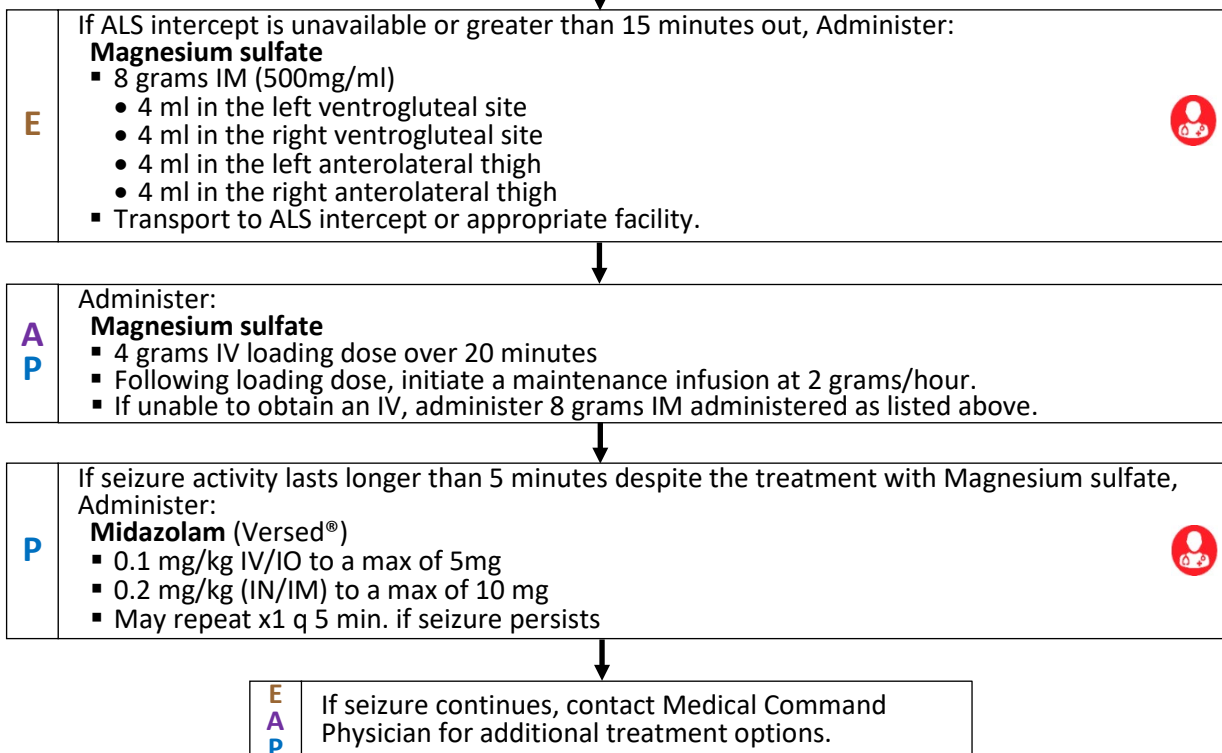 If ALS intercept is unavailable or greater than 15 minutes out, Administer:
Magnesium sulfate
▪ 8 grams IM (500mg/ml)
• 4 ml in the left ventrogluteal site
• 4 ml in the right ventrogluteal site
• 4 ml in the left anterolateral thigh
• 4 ml in the right anterolateral thigh
▪ Transport to ALS intercept or appropriate facility.
E
Administer:
Magnesium sulfate
▪ 4 grams IV loading dose over 20 minutes
▪ Following loading dose, initiate a maintenance infusion at 2 grams/hour.
▪ If unable to obtain an IV, administer 8 grams IM administered as listed above.
A
P
If seizure activity lasts longer than 5 minutes despite the treatment with Magnesium sulfate,
Administer:
Midazolam (Versed®)
▪ 0.1 mg/kg IV/IO to a max of 5mg
▪ 0.2 mg/kg (IN/IM) to a max of 10 mg
▪ May repeat x1 q 5 min. if seizure persists
P
E
A
P
If seizure continues, contact Medical Command
Physician for additional treatment options.